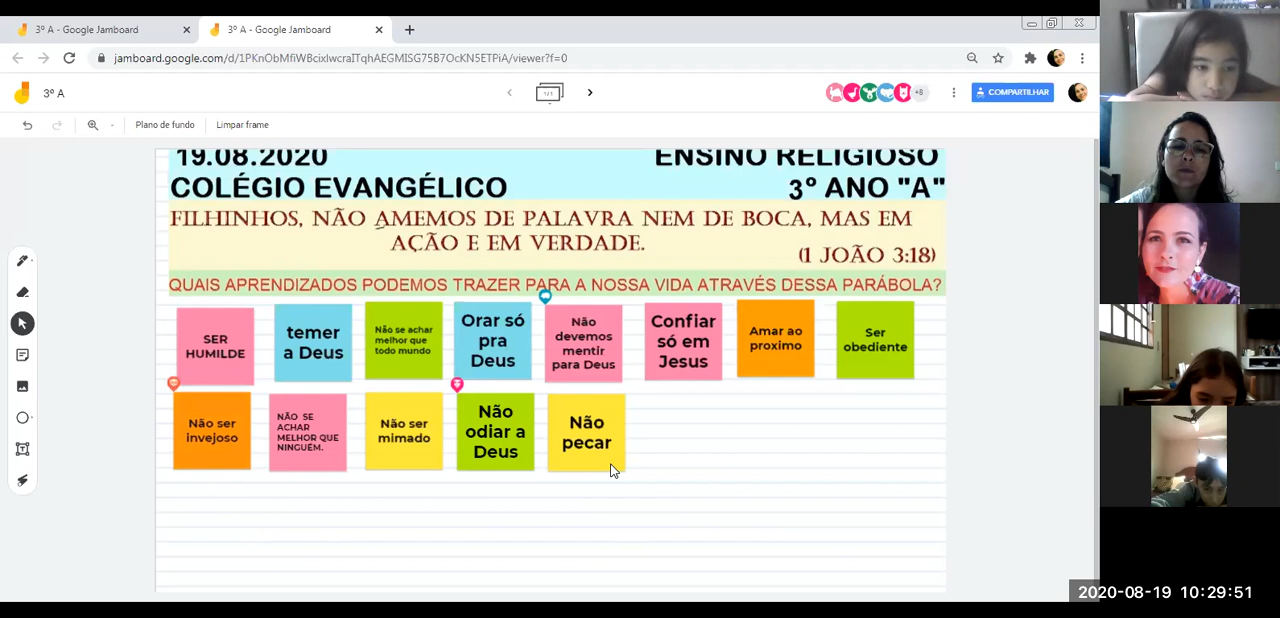 3º A - Google Jamboard
3º A - Google Jamboard
jamboard.google.com/d/1PKnObMfiWBcixlwcraITqhAEGMISG75B7OcKN5ETPiA/viewer?f=0
3º A
1/1
+8
COMPARTILHAR
Plano de fundo
Limpar frame
19.08.2020 ENSINO RELIGIOSO
COLÉGIO EVANGÉLICO 3º ANO "A"
FILHINHOS, NÃO AMEMOS DE PALAVRA NEM DE BOCA, MAS EM
AÇÃO E EM VERDADE.
(1 JOÃO 3:18)
QUAIS APRENDIZADOS PODEMOS TRAZER PARA A NOSSA VIDA ATRAVÉS DESSA PARÁBOLA?
SER
HUMILDE
temer
a Deus
Não se achar
melhor que
todo mundo
Orar só
pra
Deus
Não
devemos
mentir
para Deus
Confiar
só em
Jesus
Amar ao
proximo
Ser
obediente
Não ser
invejoso
NÃO SE
ACHAR
MELHOR QUE
NINGUÉM.
Não ser
mimado
Não
odiar a
Deus
Não
pecar
2020-08-19 10:29:51